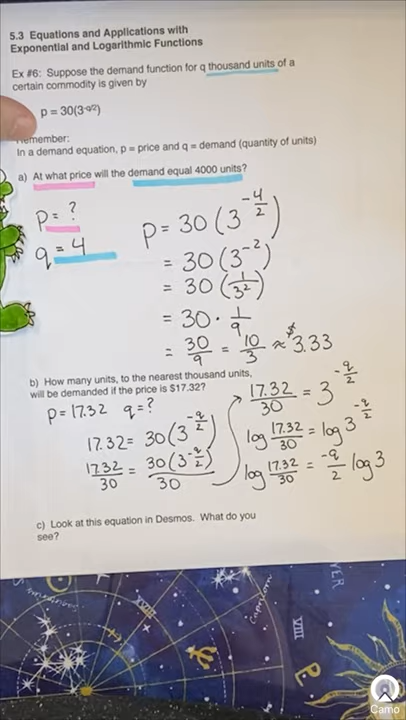 5.3 Equations and Applications with
Exponential and Logarithmic Functions
Ex #6: Suppose the demand function for q thousand units of a
certain commodity is given by
p = 30(3^-q/2)
Remember:
In a demand equation, p = price and q = demand (quantity of units)
a) At what price will the demand equal 4000 units?
p = ?
q = 4
p = 30 (3^-4/2)
= 30 (3^-2)
= 30 (1/3^2)
= 30 · 1/9
= 30/9 = 10/3 ≈ $3.33
b) How many units, to the nearest thousand units,
will be demanded if the price is $17.32?
p = 17.32 q = ?
17.32 = 30(3^-q/2)
17.32/30 = 30(3^-q/2)/30
17.32/30 = 3^-q/2
log 17.32/30 = log 3^-q/2
log 17.32/30 = -q/2 log 3
c) Look at this equation in Desmos. What do you
see?
XVIII
Capricorni
VIII
Camo